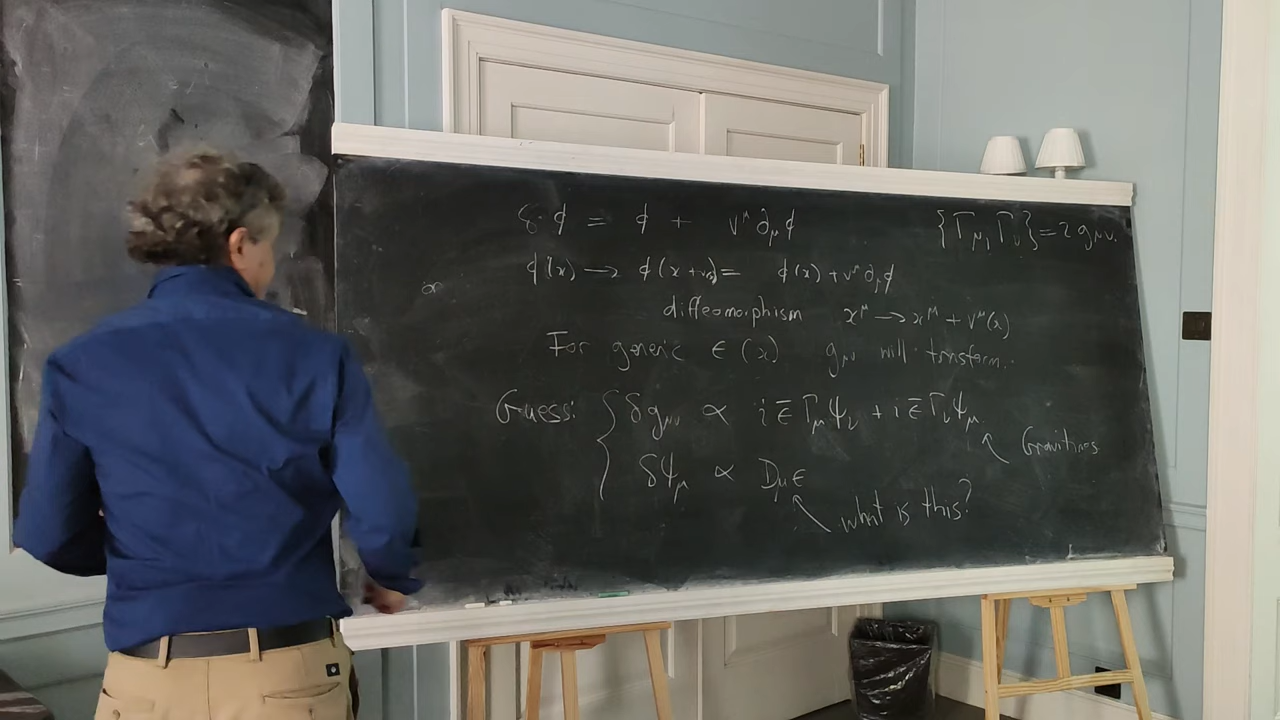 δ·ϕ = ϕ + v^μ ∂_μ ϕ {Γ_μ, Γ_ν} = 2 g_μν.
or ϕ(x) → ϕ(x+v) = ϕ(x) + v^μ ∂_μ ϕ
diffeomorphism x^μ → x^μ + v^μ(x)
For generic ϵ(x) g_μν will transform..
Guess: { δg_μν ∝ i ϵ̄ Γ_μ Ψ_ν + i ϵ̄ Γ_ν Ψ_μ
Gravitinos
δΨ_μ ∝ D_μ ϵ
what is this?